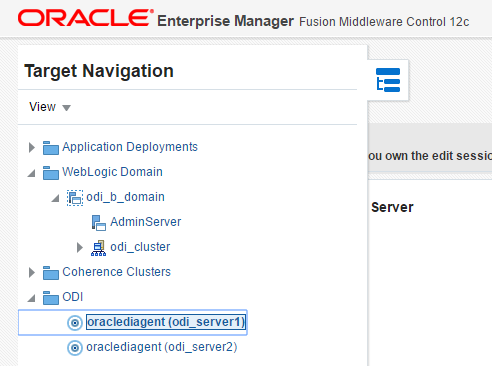 ORACLE® Enterprise Manager Fusion Middleware Control 12c
Target Navigation
View
Application Deployments
ou own the edit sessio
WebLogic Domain
odi_b_domain
Server
AdminServer
odi_cluster
Coherence Clusters
ODI
oraclediagent (odi_server1)
oraclediagent (odi_server2)